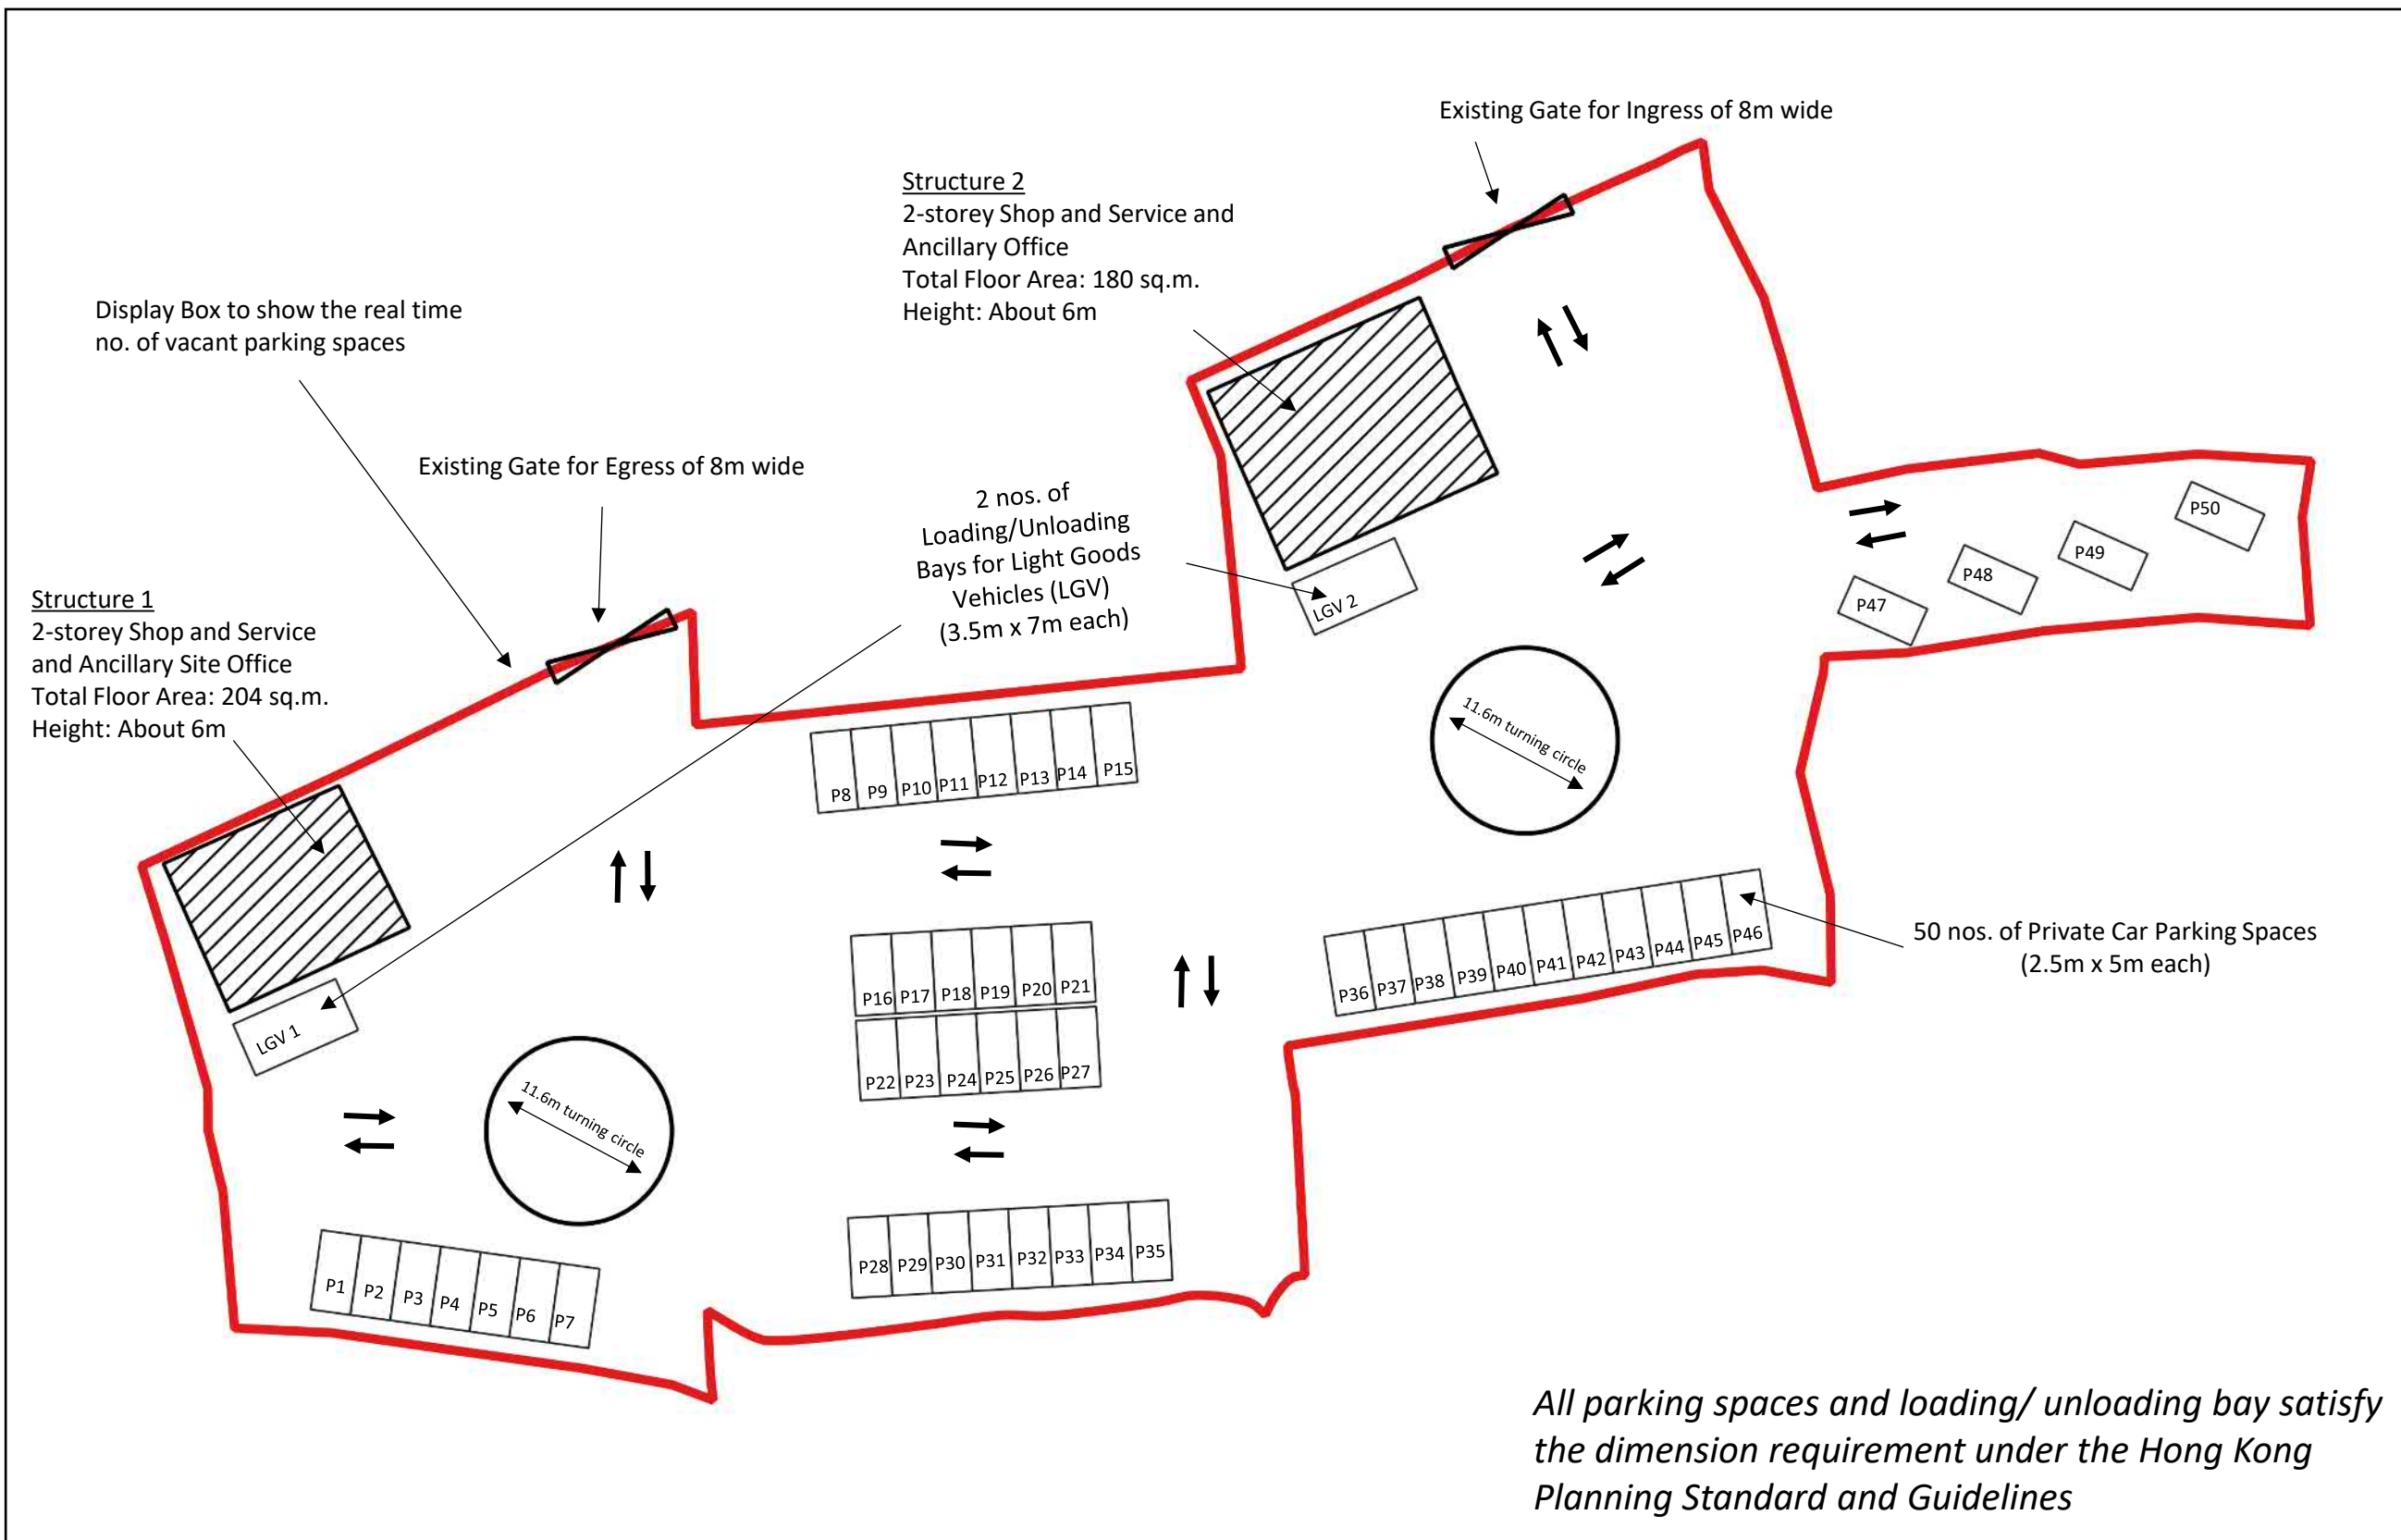 Existing Gate for Ingress of 8m wide
Structure 2
2-storey Shop and Service and
Ancillary Office
Total Floor Area: 180 sq.m.
Height: About 6m
Display Box to show the real time
no. of vacant parking spaces
Existing Gate for Egress of 8m wide
2 nos. of
Loading/Unloading
Bays for Light Goods
Vehicles (LGV)
(3.5m x 7m each)
Structure 1
2-storey Shop and Service
and Ancillary Site Office
Total Floor Area: 204 sq.m.
Height: About 6m
LGV 2
P50
P49
P48
P47
11.6m turning circle
P8 P9 P10 P11 P12 P13 P14 P15
P36 P37 P38 P39 P40 P41 P42 P43 P44 P45 P46
50 nos. of Private Car Parking Spaces
(2.5m x 5m each)
P16 P17 P18 P19 P20 P21
P22 P23 P24 P25 P26 P27
LGV 1
11.6m turning circle
P28 P29 P30 P31 P32 P33 P34 P35
P1 P2 P3 P4 P5 P6 P7
All parking spaces and loading/ unloading bay satisfy
the dimension requirement under the Hong Kong
Planning Standard and Guidelines